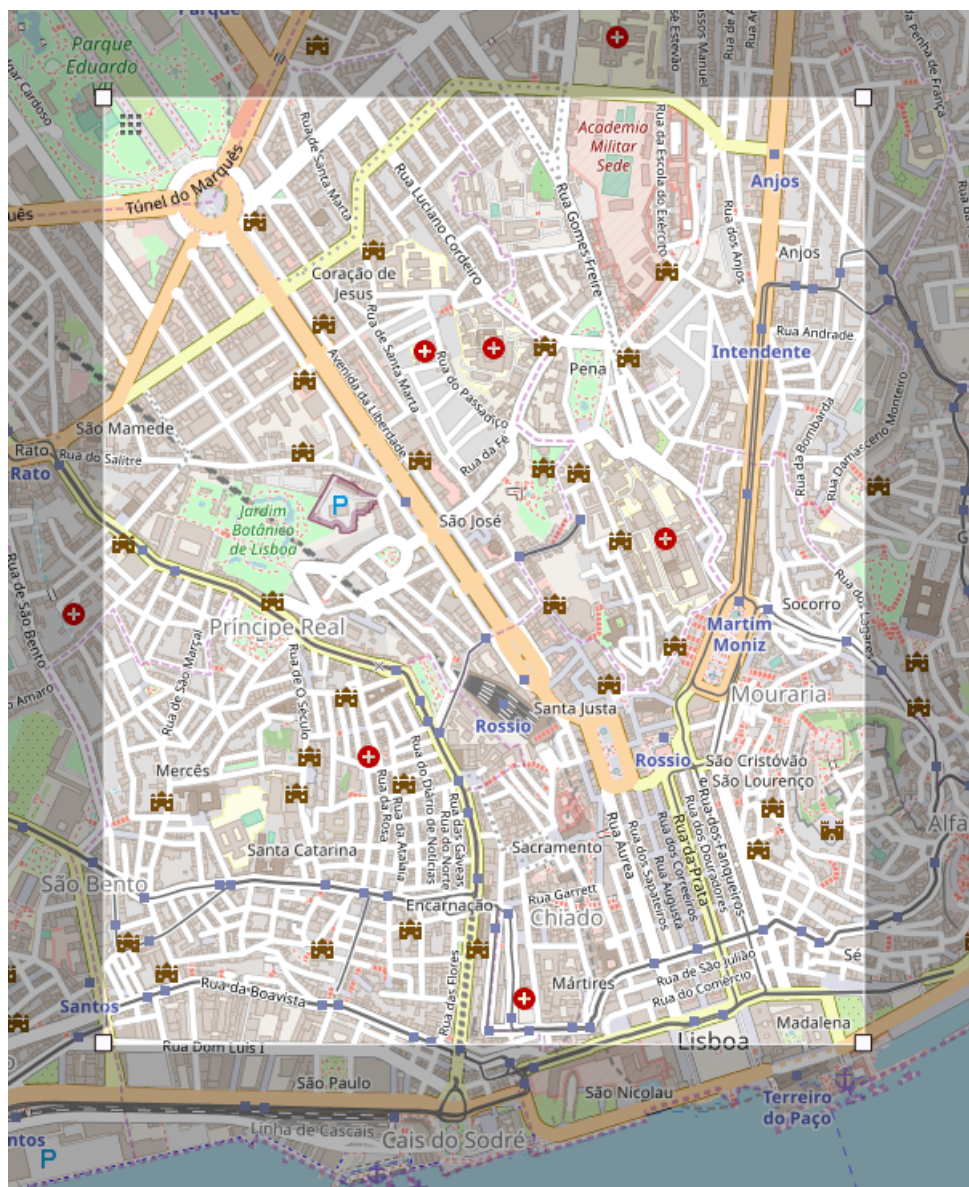 Parque
Parque
Eduardo
VII
Academia
Militar
Sede
Rua de Santa Marta
Rua da Escola do Exército
Túnel do Marquês
Anjos
Rua Luciano Cordeiro
Rua Gomes Freire
Rua dos Anjos
Anjos
Coração de
Jesus
Rua de Santa Marta
Avenida da Liberdade
Rua do Passadiço
Pena
Intendente
Rua Andrade
Rua da Bombarda
Rua Damasceno Monteiro
São Mamede
Rato
Rua do Salitre
Rato
Rua da Fé
Jardim
Botânico
de Lisboa
P
São José
Rua de São Bento
Rua dos Lagares
Socorro
Príncipe Real
Martim
Moniz
Rua de São Marçal
Rua de O Século
Mouraria
Santa Justa
Rossio
Rossio
São Cristóvão
e São Lourenço
Mercês
Rua da Rosa
Rua da Atalaia
Rua do Diário de Notícias
Rua do Norte
Rua das Gáveas
Rua Áurea
Rua dos Sapateiros
Rua Augusta
Rua dos Correeiros
Rua da Prata
Rua dos Douradores
Rua dos Fanqueiros
Santa Catarina
Sacramento
São Bento
Encarnação
Rua Garrett
Chiado
Sé
Santos
Rua da Boavista
Rua das Flores
Mártires
Rua de São Julião
Rua do Comércio
Madalena
Rua Dom Luís I
Lisboa
São Paulo
São Nicolau
Terreiro
do Paço
Linha de Cascais
Cais do Sodré
P